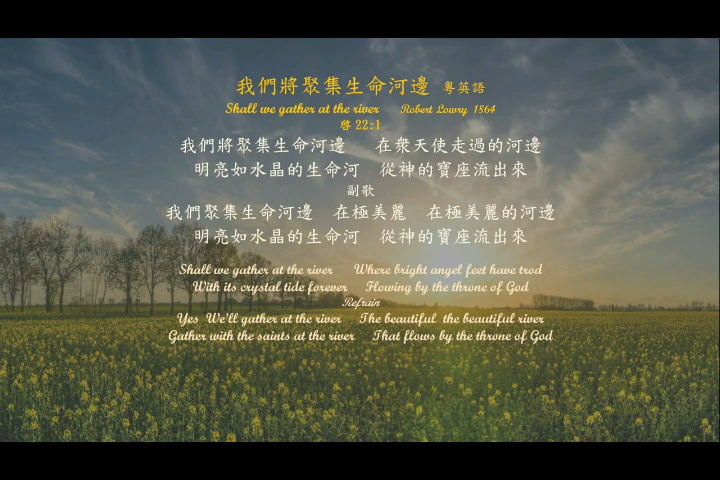 我們將聚集生命河邊 粵英語
Shall we gather at the river Robert Lowry 1864
啓 22:1
我們將聚集生命河邊 在衆天使走過的河邊
明亮如水晶的生命河 從神的寶座流出來
副歌
我們聚集生命河邊 在極美麗 在極美麗的河邊
明亮如水晶的生命河 從神的寶座流出來
Shall we gather at the river Where bright angel feet have trod
With its crystal tide forever Flowing by the throne of God
Refrain
Yes We'll gather at the river The beautiful the beautiful river
Gather with the saints at the river That flows by the throne of God